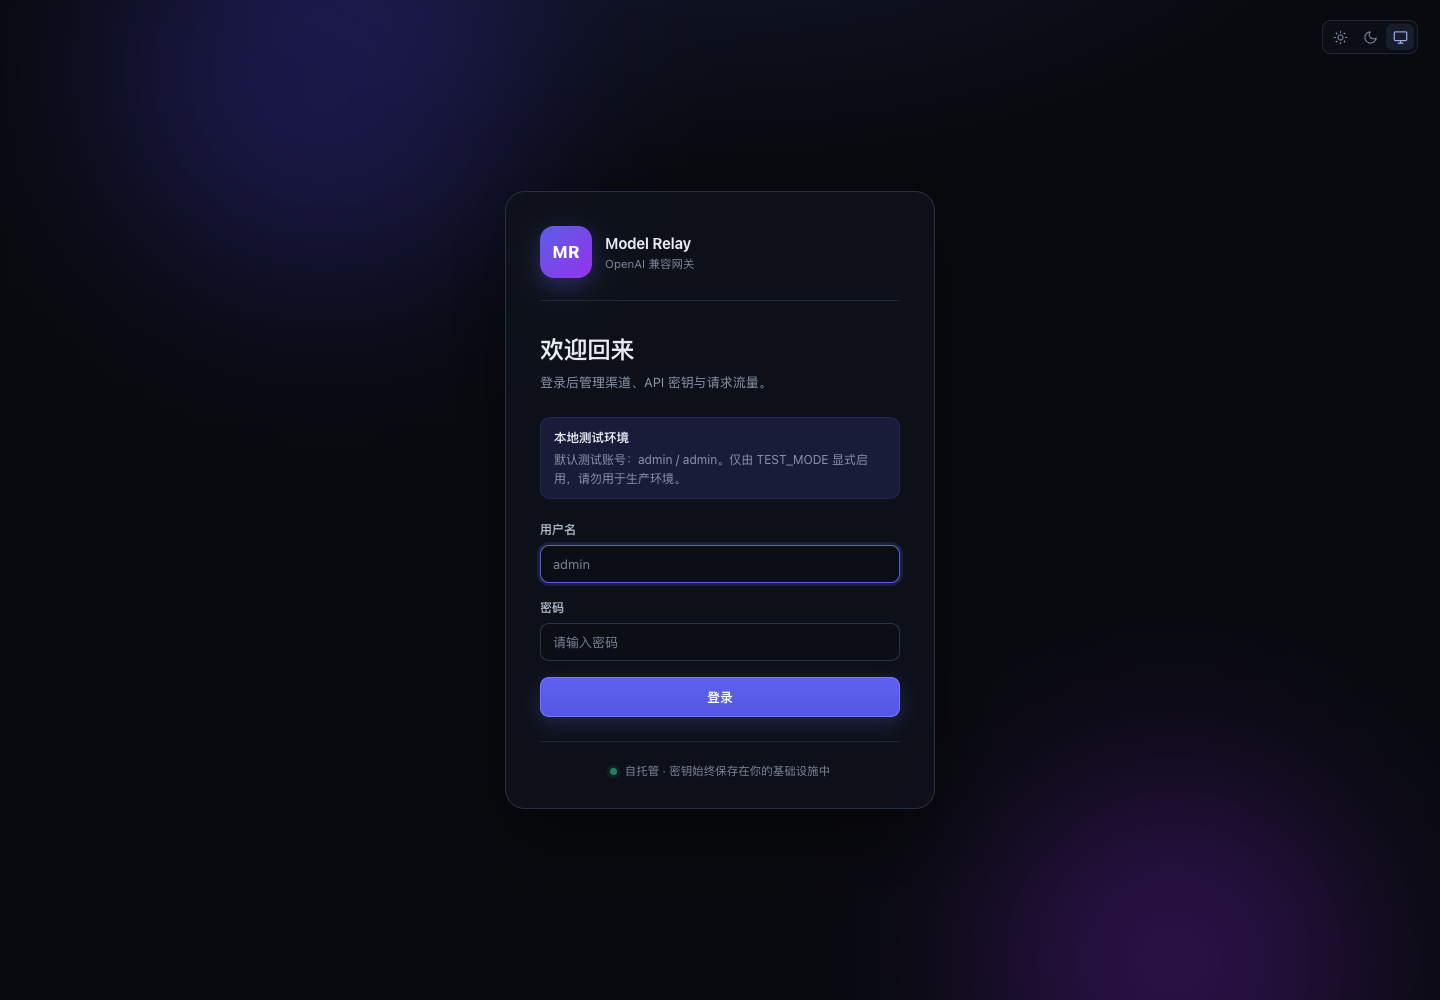 MR
Model Relay
OpenAI 兼容网关
欢迎回来
登录后管理渠道、API 密钥与请求流量。
本地测试环境
默认测试账号：admin / admin。仅由 TEST_MODE 显式启
用，请勿用于生产环境。
用户名
admin
密码
请输入密码
登录
自托管 · 密钥始终保存在你的基础设施中